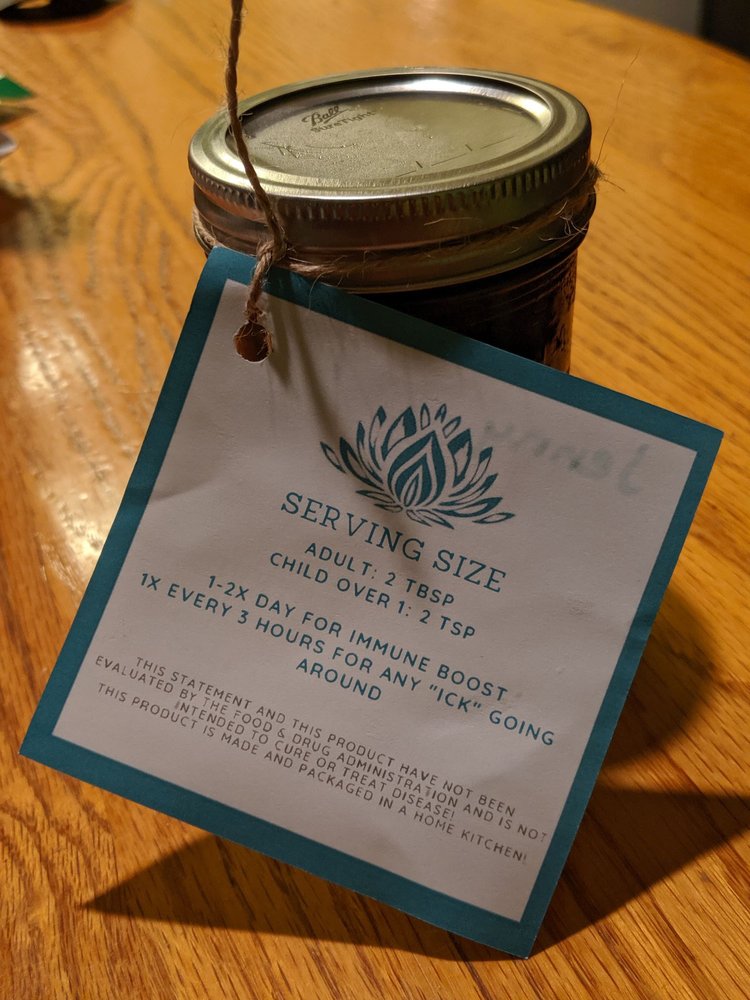 Ball
SureTight
Jenny
SERVING SIZE
ADULT: 2 TBSP
CHILD OVER 1: 2 TSP
1-2X DAY FOR IMMUNE BOOST
1X EVERY 3 HOURS FOR ANY "ICK" GOING
AROUND
THIS STATEMENT AND THIS PRODUCT HAVE NOT BEEN
EVALUATED BY THE FOOD & DRUG ADMINISTRATION AND IS NOT
INTENDED TO CURE OR TREAT DISEASE!
THIS PRODUCT IS MADE AND PACKAGED IN A HOME KITCHEN!